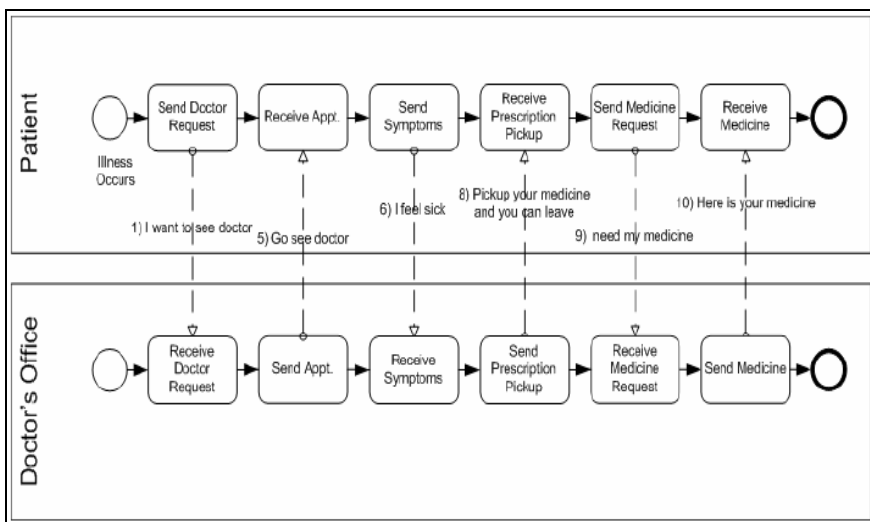 Patient
Send Doctor
Request
Receive Appt.
Send
Symptoms
Receive
Prescription
Pickup
Send Medicine
Request
Receive
Medicine
Illness
Occurs
1) I want to see doctor
5) Go see doctor
6) I feel sick
8) Pickup your medicine
and you can leave
9) need my medicine
10) Here is your medicine
Doctor's Office
Receive
Doctor
Request
Send Appt.
Receive
Symptoms
Send
Prescription
Pickup
Receive
Medicine
Request
Send Medicine